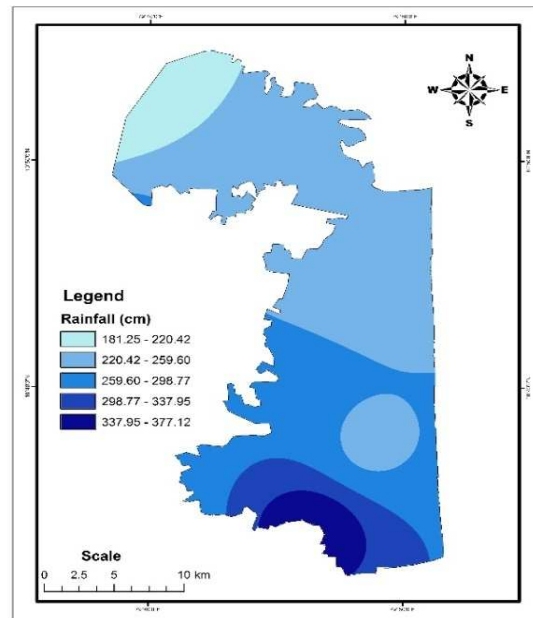 N
W E
S
Legend
Rainfall (cm)
181.25 - 220.42
220.42 - 259.60
259.60 - 298.77
298.77 - 337.95
337.95 - 377.12
Scale
0 2.5 5 10 km